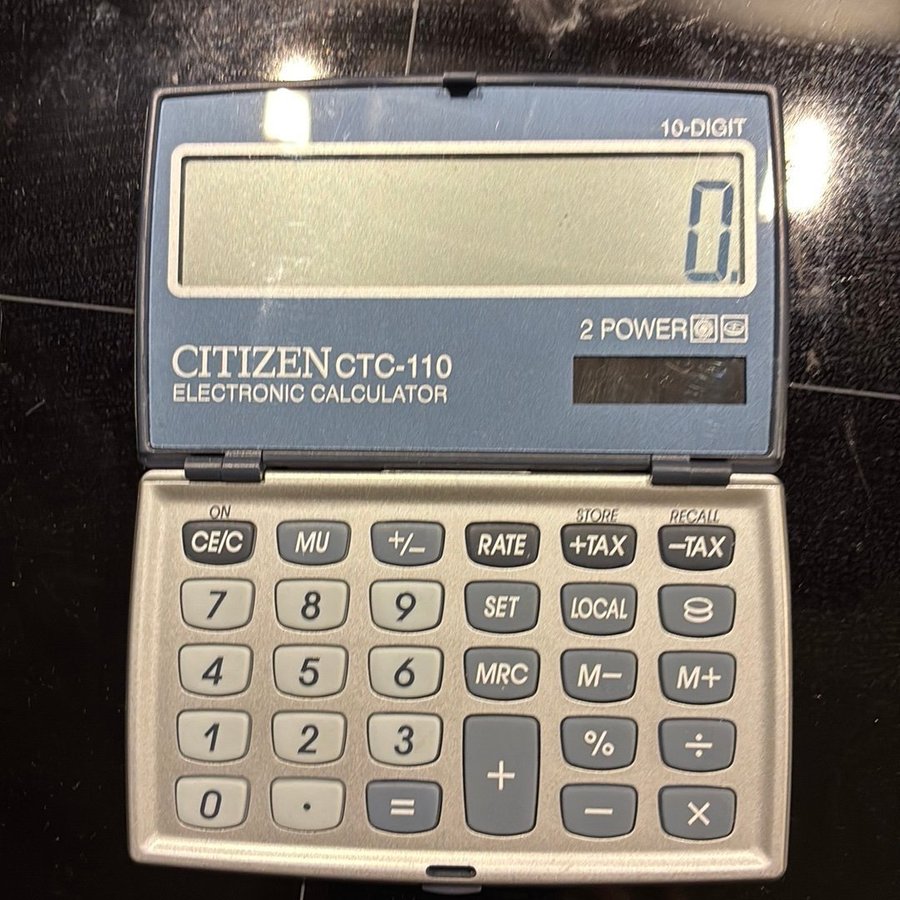 10-DIGIT
0.
2 POWER
CITIZEN CTC-110
ELECTRONIC CALCULATOR
ON STORE RECALL
CE/C MU +/− RATE +TAX −TAX
7 8 9 SET LOCAL
4 5 6 MRC M− M+
1 2 3 + % ÷
0 . = − ×